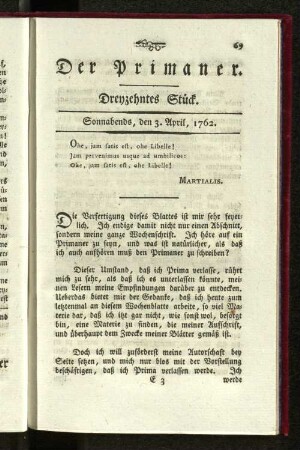 69
Der Primaner.
Dreyzehntes Stück.
Sonnabends, den 3. April, 1762.
Ohe, jam satis est, ohe Libelle!
Jam pervenimus usque ad umbilicos:
Ohe, jam satis est, ohe Libelle!
MARTIALIS.
Die Verfertigung dieses Blattes ist mir sehr feyer-
lich. Ich endige damit nicht nur einen Abschnitt,
sondern meine ganze Wochenschrift. Ich höre auf ein
Primaner zu seyn, und was ist natürlicher, als daß
ich auch aufhören muß den Primaner zu schreiben?
Dieser Umstand, daß ich Prima verlasse, rührt
mich zu sehr, als daß ich es unterlassen könnte, mei-
nen Lesern meine Empfindungen darüber zu entdecken.
Ueberdas bietet mir der Gedanke, daß ich heute zum
letztenmal an diesem Wochenblatte arbeite, so viel Ma-
terie dar, daß ich itzt gar nicht, wie sonst wol, besorgt
bin, eine Materie zu finden, die meiner Aufschrift,
und überhaupt dem Zwecke meiner Blätter gemäß ist.
Doch ich will zuförderst meine Autorschaft bey
Seite setzen, und mich nur blos mit der Vorstellung
beschäftigen, daß ich Prima verlassen werde. Ich
E 3
werde